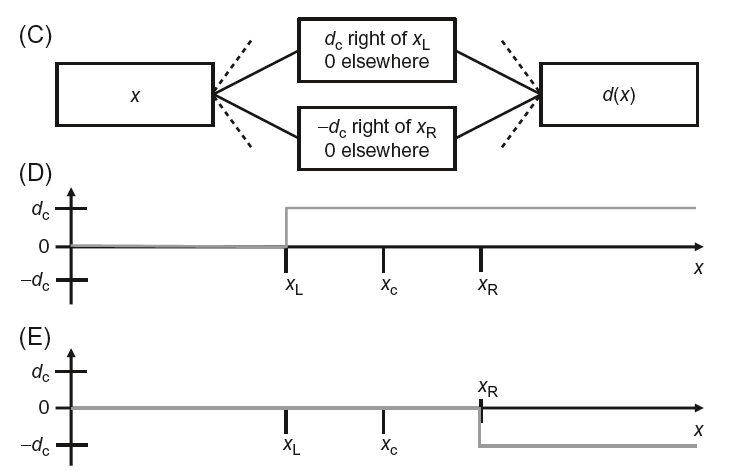 (C)
x
d_c right of x_L
0 elsewhere
−d_c right of x_R
0 elsewhere
d(x)
(D)
d_c
0
−d_c
x_L
x_c
x_R
x
(E)
d_c
0
−d_c
x_L
x_c
x_R
x